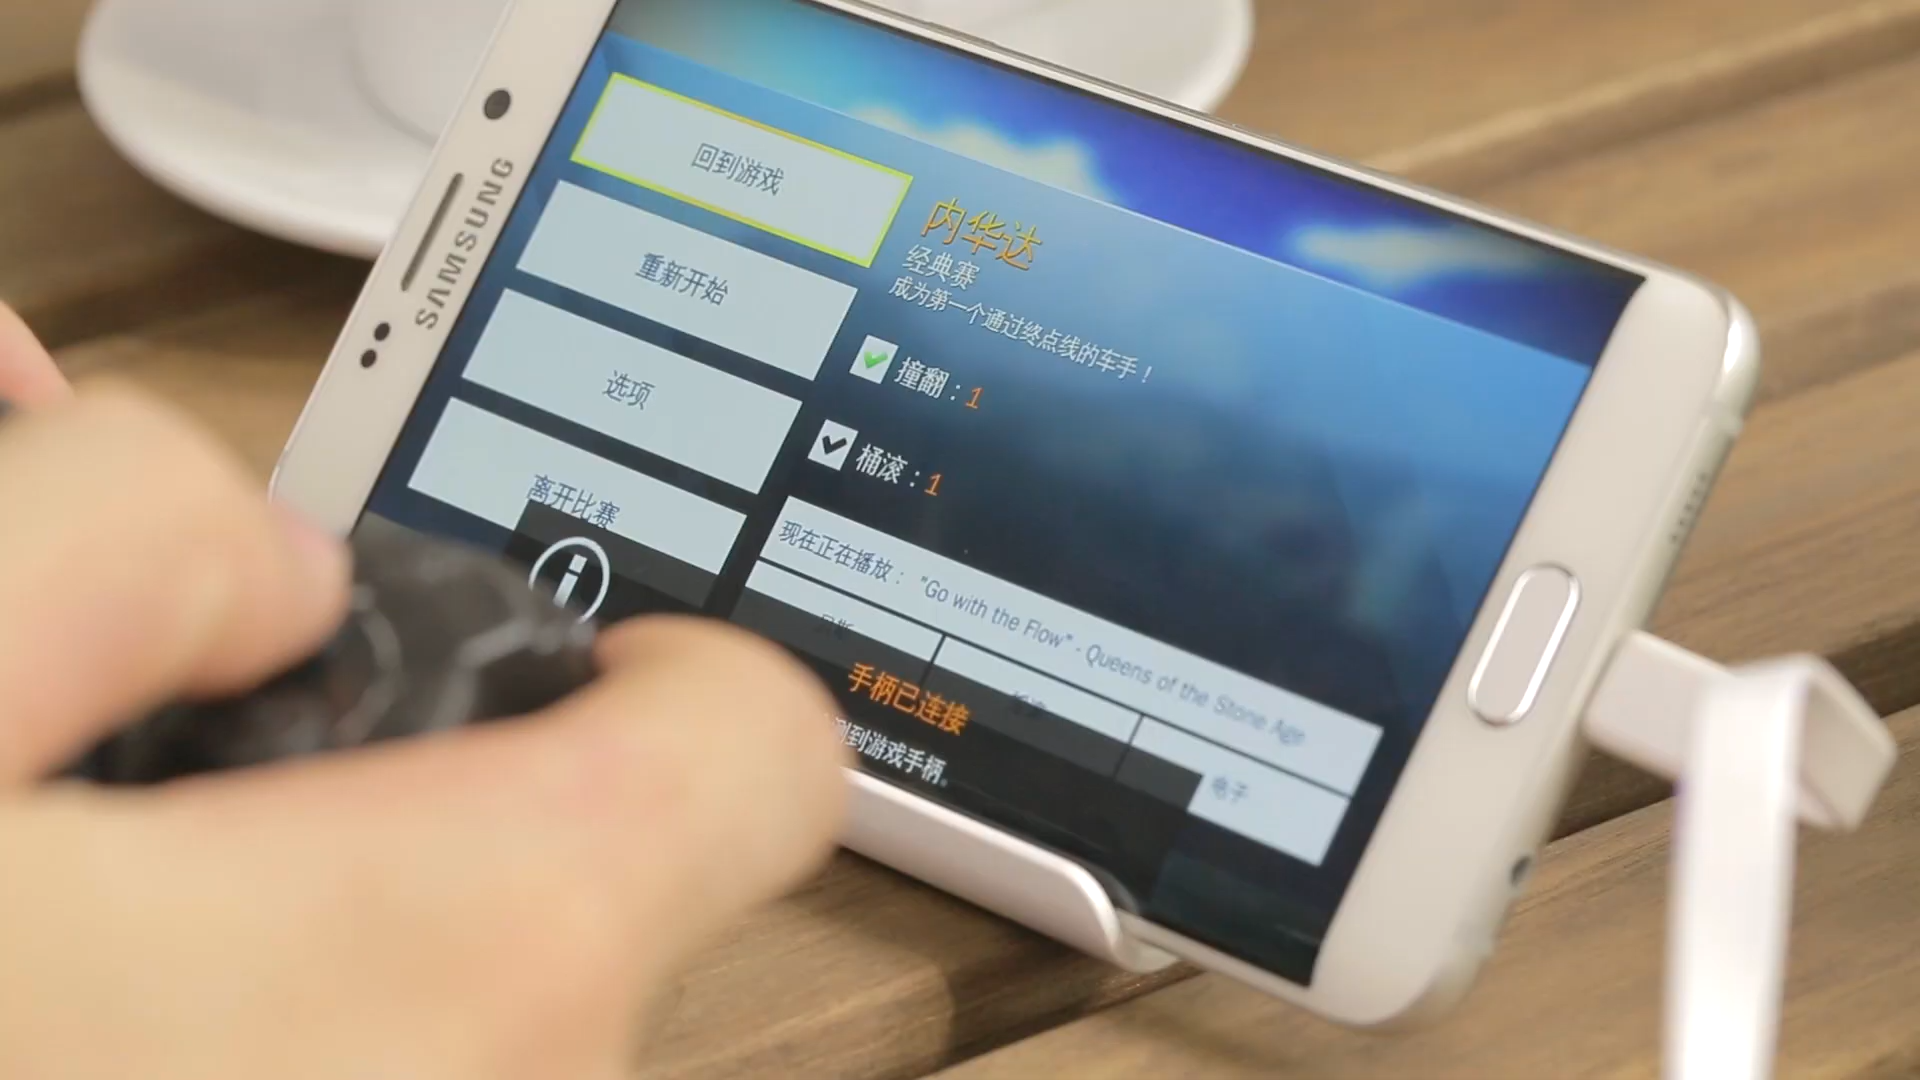 SAMSUNG
回到游戏
重新开始
选项
离开比赛
内华达
经典赛
成为第一个通过终点线的车手！
撞翻：1
桶滚：1
现在正在播放： "Go with the Flow" - Queens of the Stone Age
电子
手柄已连接
测到游戏手柄。